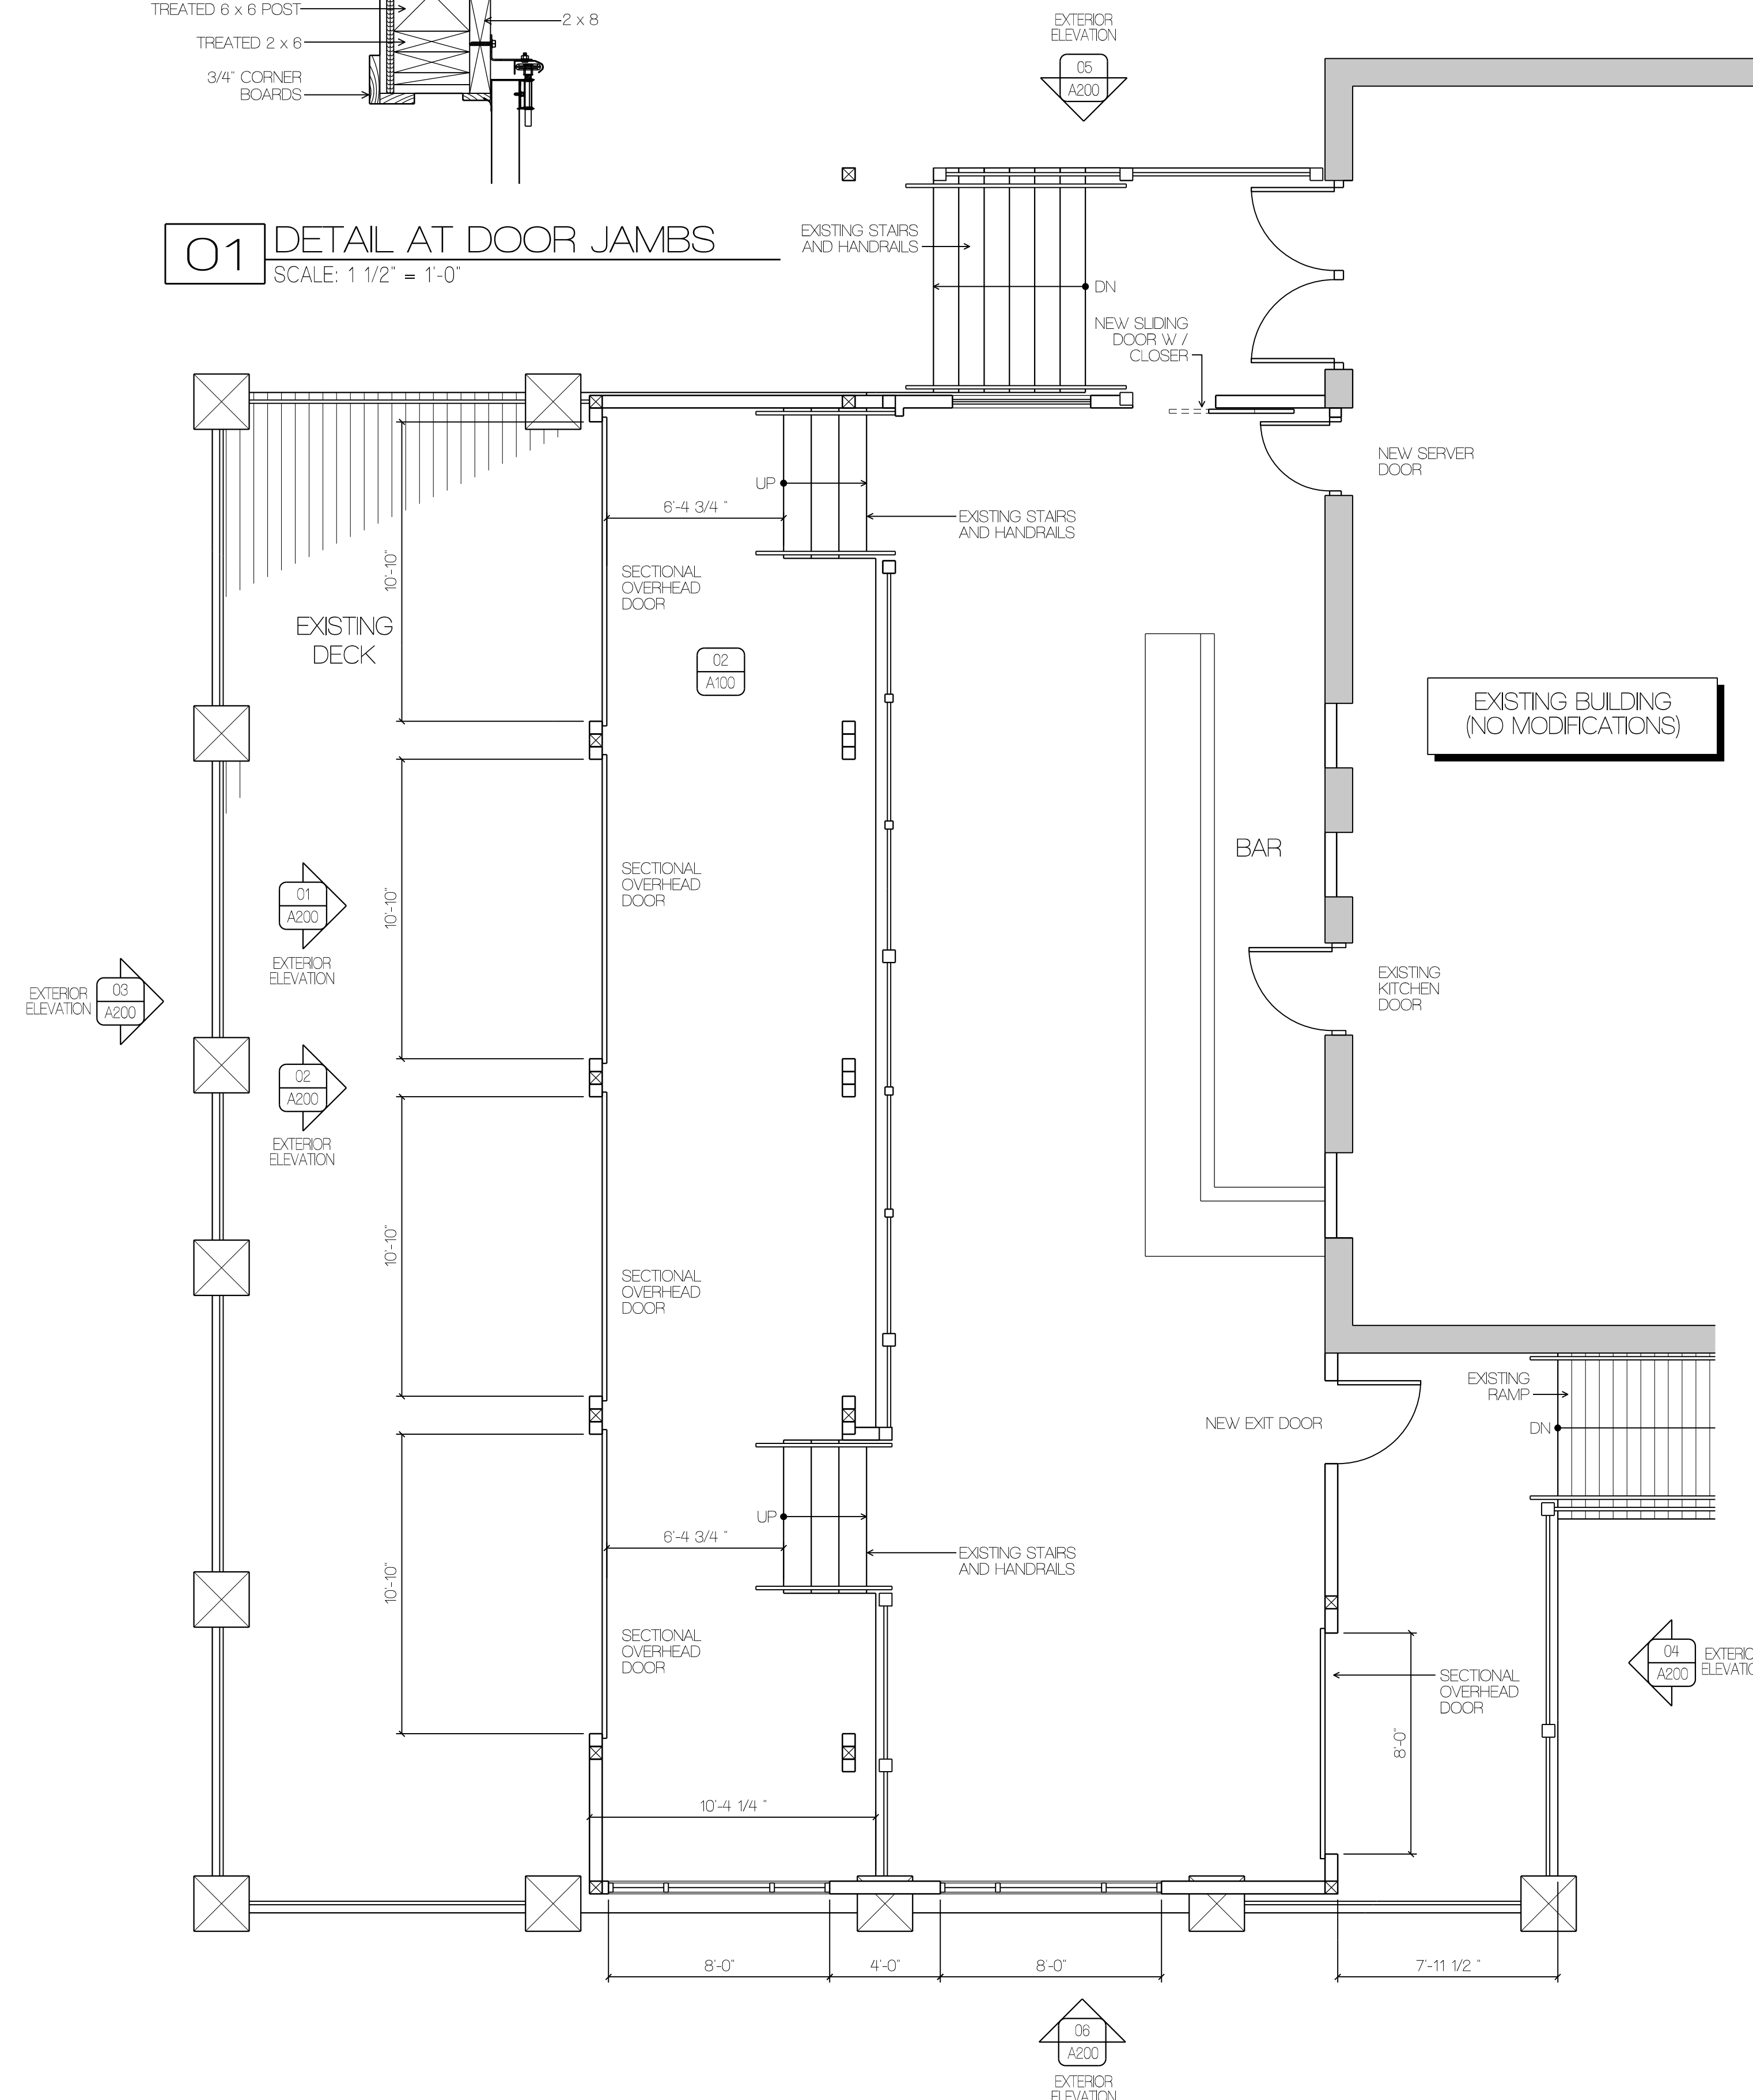 TREATED 6 x 6 POST
2 x 8
TREATED 2 x 6
3/4" CORNER
BOARDS
01
DETAIL AT DOOR JAMBS
SCALE: 1 1/2" = 1'-0"
EXTERIOR
ELEVATION
05
A200
EXISTING STAIRS
AND HANDRAILS
DN
NEW SLIDING
DOOR W /
CLOSER
NEW SERVER
DOOR
UP
6'-4 3/4 "
EXISTING STAIRS
AND HANDRAILS
10'-10"
SECTIONAL
OVERHEAD
DOOR
EXISTING
DECK
02
A100
EXISTING BUILDING
(NO MODIFICATIONS)
BAR
SECTIONAL
OVERHEAD
DOOR
10'-10"
01
A200
EXTERIOR
ELEVATION
EXTERIOR
ELEVATION
03
A200
EXISTING
KITCHEN
DOOR
02
A200
EXTERIOR
ELEVATION
10'-10"
SECTIONAL
OVERHEAD
DOOR
EXISTING
RAMP
NEW EXIT DOOR
DN
UP
6'-4 3/4 "
EXISTING STAIRS
AND HANDRAILS
10'-10"
SECTIONAL
OVERHEAD
DOOR
04
A200
SECTIONAL
OVERHEAD
DOOR
8'-0"
10'-4 1/4 "
8'-0"
4'-0"
8'-0"
7'-11 1/2 "
06
A200
EXTERIOR
ELEVATION